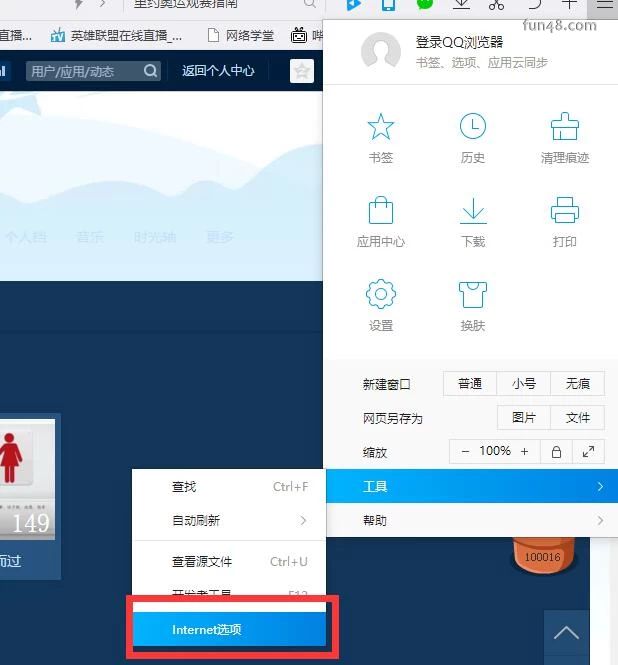 里约奥运观赛指南
fun48.com
直播...
英雄联盟在线直播_...
网络学堂
登录QQ浏览器
书签、选项、应用云同步
用户/应用/动态
返回个人中心
书签
历史
清理痕迹
个人档
音乐
时光轴
更多
应用中心
下载
打印
设置
换肤
新建窗口
普通
小号
无痕
网页另存为
图片
文件
缩放
− 100% +
工具
查找 Ctrl+F
自动刷新
帮助
149
而过
查看源文件 Ctrl+U
100016
开发者工具 F12
Internet选项